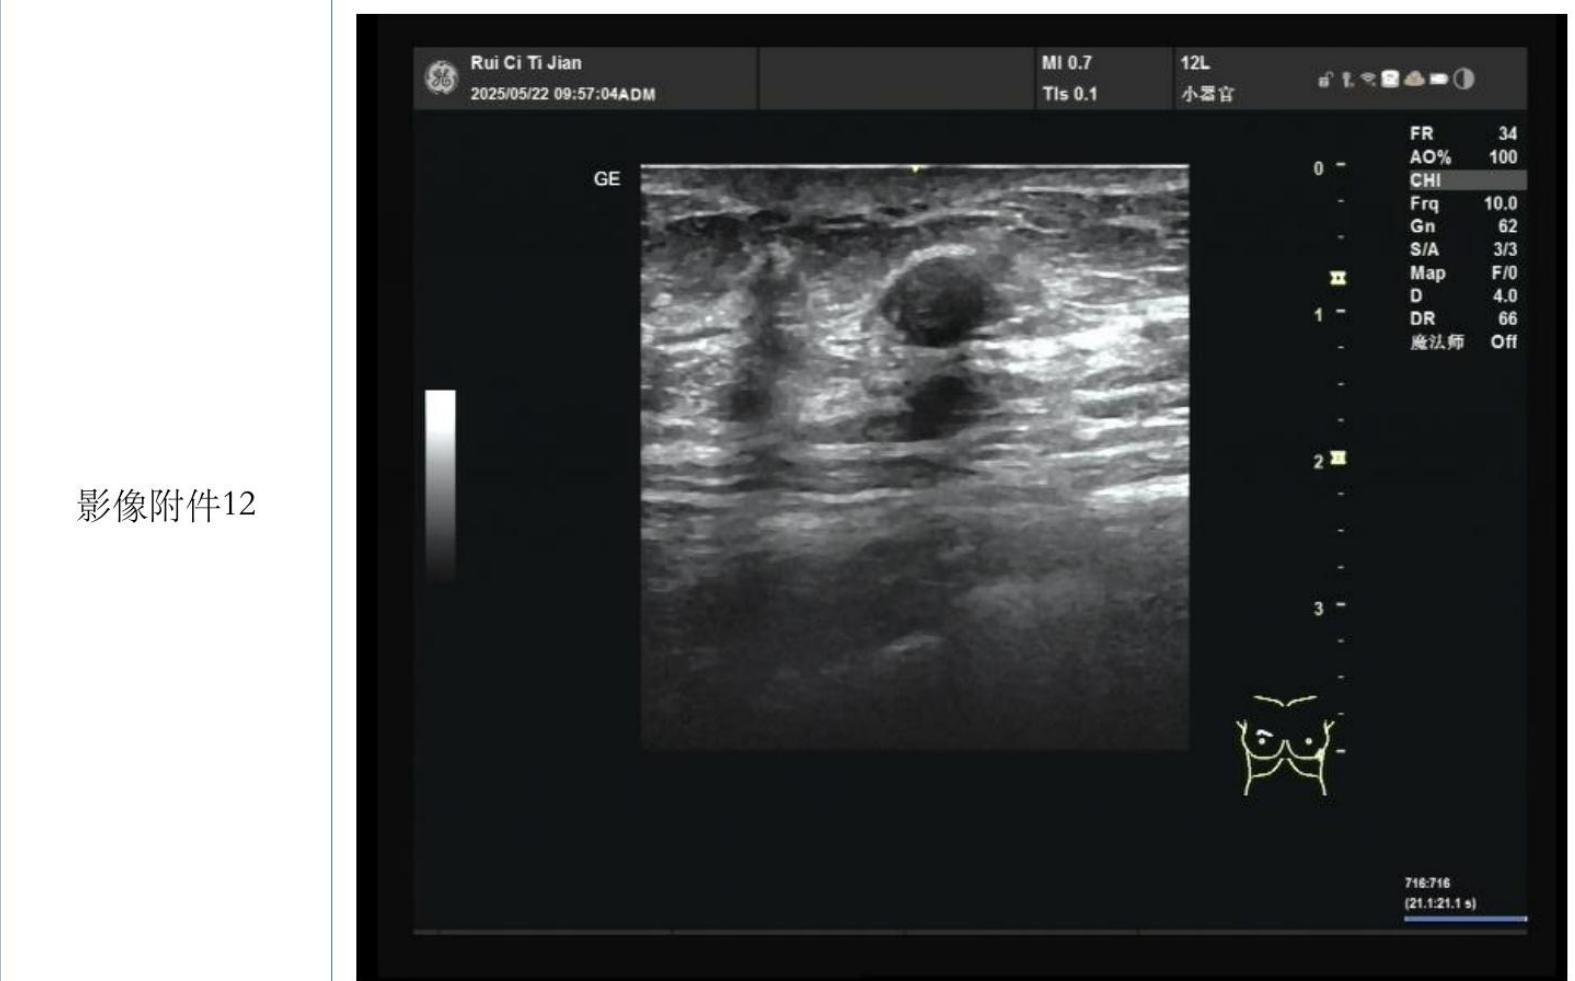 影像附件12
Rui Ci Ti Jian
2025/05/22 09:57:04ADM
MI 0.7
TIs 0.1
12L
小器官
GE
0
1
2
3
FR 34
AO% 100
CHI
Frq 10.0
Gn 62
S/A 3/3
Map F/0
D 4.0
DR 66
魔法师 Off
716:716
(21.1:21.1 s)